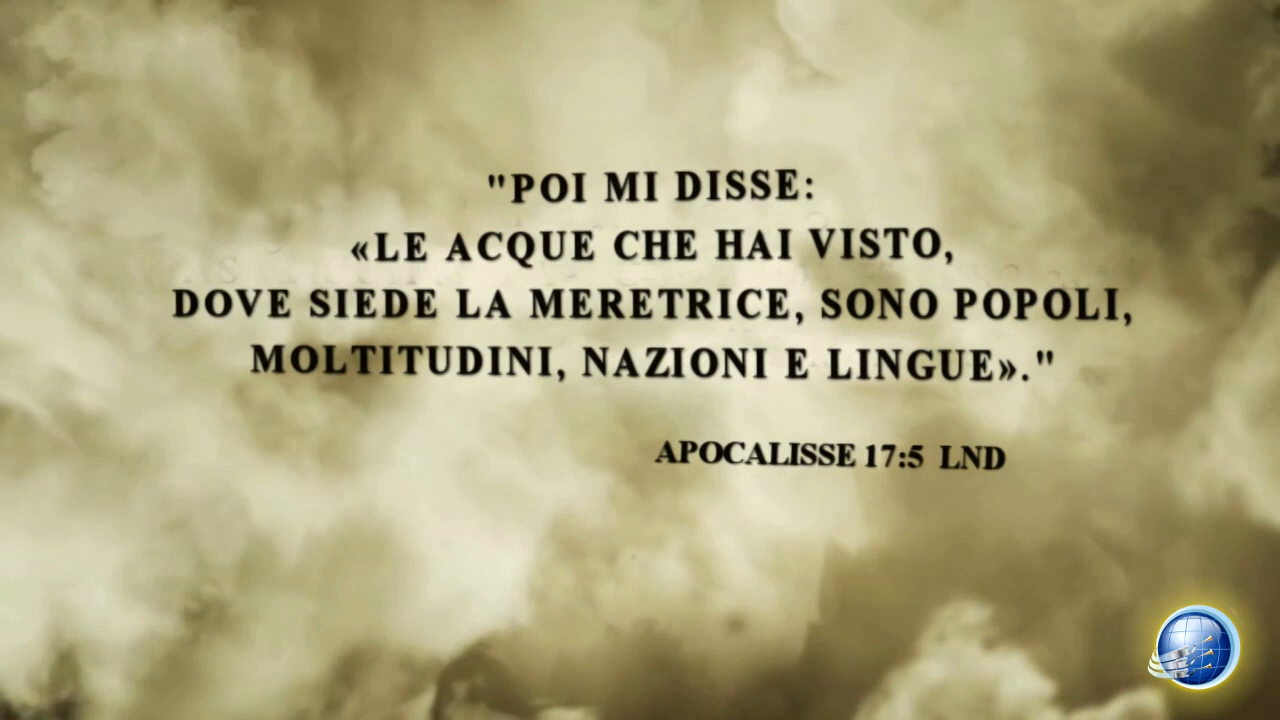 "POI MI DISSE:
«LE ACQUE CHE HAI VISTO,
DOVE SIEDE LA MERETRICE, SONO POPOLI,
MOLTITUDINI, NAZIONI E LINGUE»."
APOCALISSE 17:5 LND